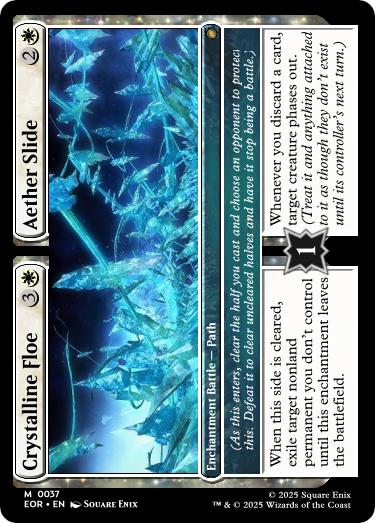 Crystalline Floe 3
Aether Slide 2
Enchantment Battle — Path
(As this enters, clear the half you cast and choose an opponent to protect
this. Defeat it to clear uncleared halves and have it stop being a battle.)
When this side is cleared,
exile target nonland
permanent you don't control
until this enchantment leaves
the battlefield.
Whenever you discard a card,
target creature phases out.
(Treat it and anything attached
to it as though they don't exist
until its controller's next turn.)
1
M 0037
EOR • EN SQUARE ENIX
© 2025 Square Enix
™ & © 2025 Wizards of the Coast